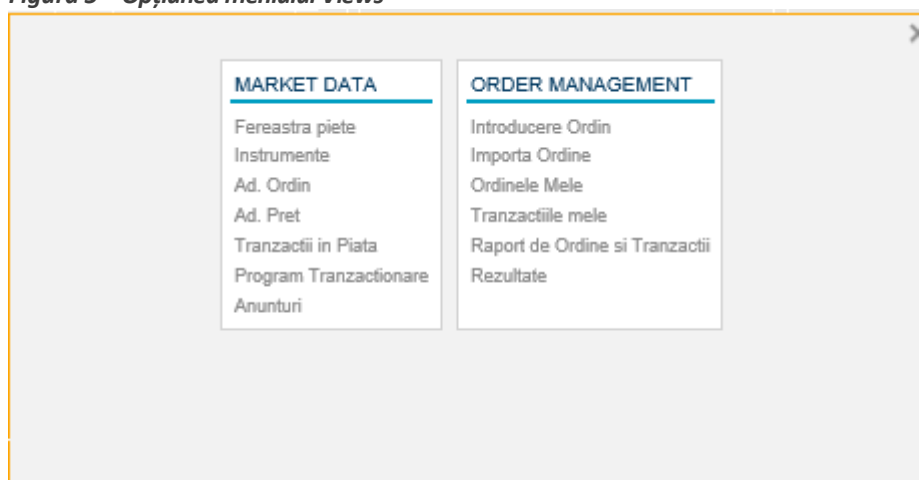 MARKET DATA
Fereastra piete
Instrumente
Ad. Ordin
Ad. Pret
Tranzactii in Piata
Program Tranzactionare
Anunturi
ORDER MANAGEMENT
Introducere Ordin
Importa Ordine
Ordinele Mele
Tranzactiile mele
Raport de Ordine si Tranzactii
Rezultate